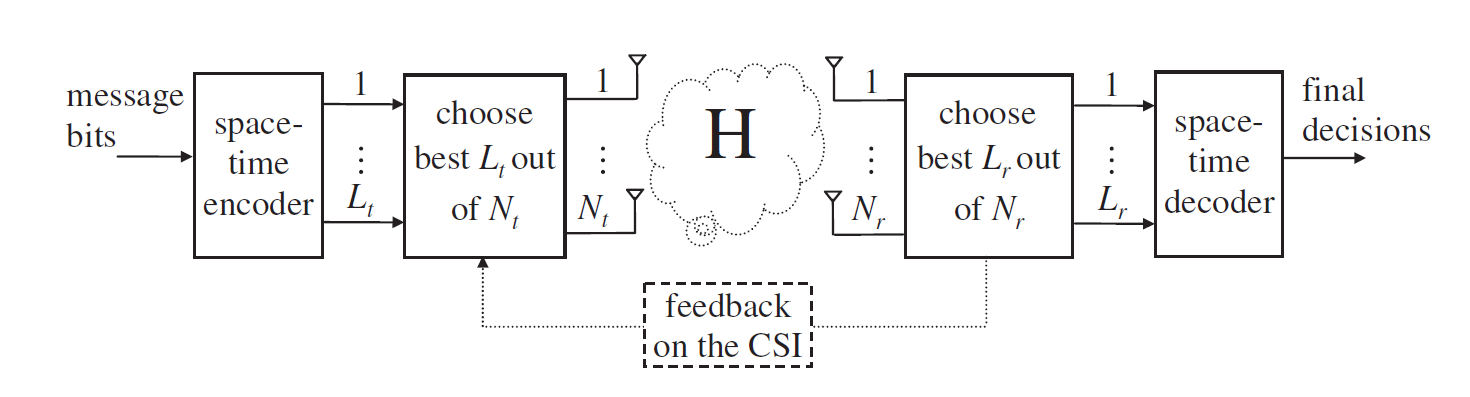 message
bits
space-
time
encoder
1
⋮
L_t
choose
best L_t out
of N_t
1
⋮
N_t
H
1
⋮
N_r
choose
best L_r out
of N_r
1
⋮
L_r
space-
time
decoder
final
decisions
feedback
on the CSI